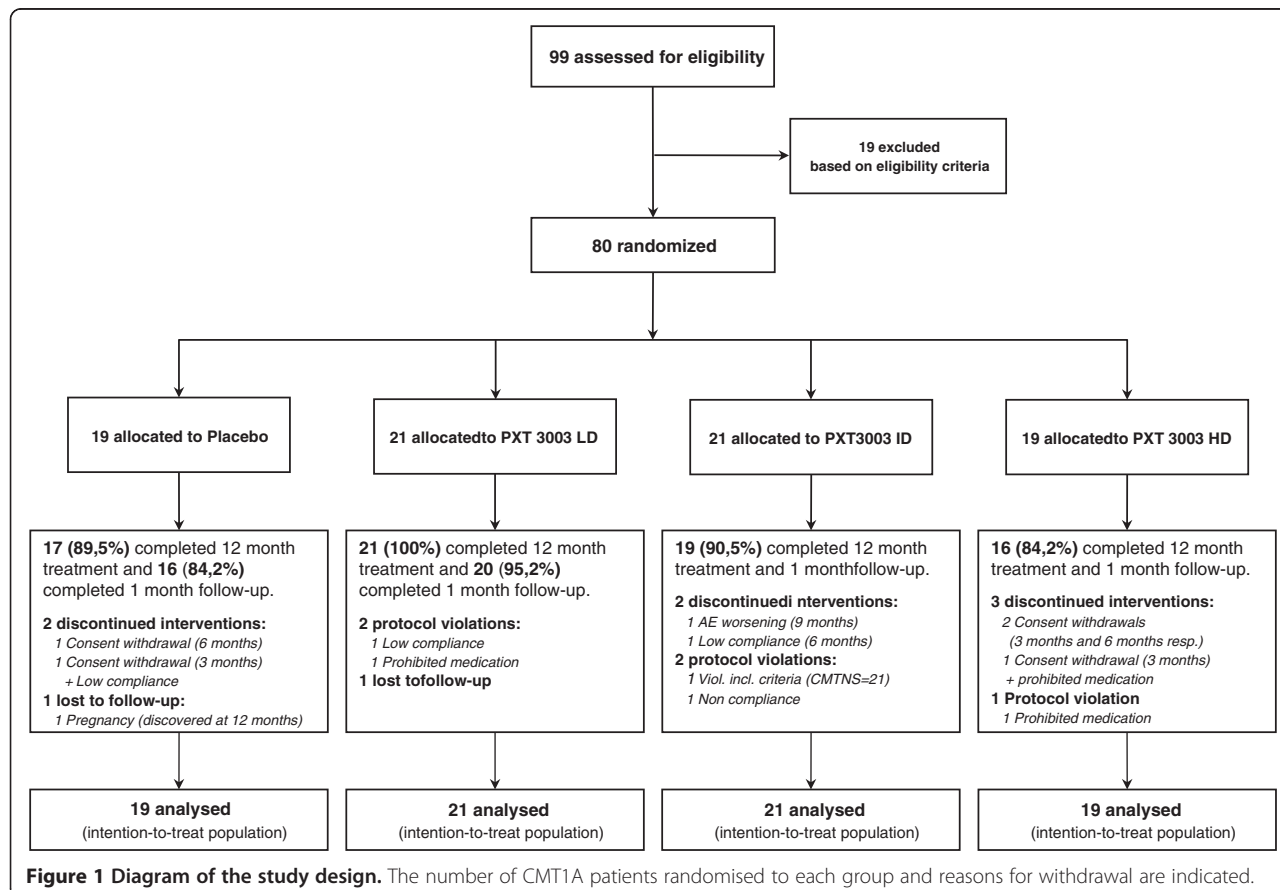 99 assessed for eligibility
19 excluded
based on eligibility criteria
80 randomized
19 allocated to Placebo
21 allocatedto PXT 3003 LD
21 allocated to PXT3003 ID
19 allocatedto PXT 3003 HD
17 (89,5%) completed 12 month
treatment and 16 (84,2%)
completed 1 month follow-up.
2 discontinued interventions:
1 Consent withdrawal (6 months)
1 Consent withdrawal (3 months)
+ Low compliance
1 lost to follow-up:
1 Pregnancy (discovered at 12 months)
21 (100%) completed 12 month
treatment and 20 (95,2%)
completed 1 month follow-up.
2 protocol violations:
1 Low compliance
1 Prohibited medication
1 lost tofollow-up
19 (90,5%) completed 12 month
treatment and 1 monthfollow-up.
2 discontinuedi nterventions:
1 AE worsening (9 months)
1 Low compliance (6 months)
2 protocol violations:
1 Viol. incl. criteria (CMTNS=21)
1 Non compliance
16 (84,2%) completed 12 month
treatment and 1 month follow-up.
3 discontinued interventions:
2 Consent withdrawals
(3 months and 6 months resp.)
1 Consent withdrawal (3 months)
+ prohibited medication
1 Protocol violation
1 Prohibited medication
19 analysed
(intention-to-treat population)
21 analysed
(intention-to-treat population)
21 analysed
(intention-to-treat population)
19 analysed
(intention-to-treat population)
Figure 1 Diagram of the study design. The number of CMT1A patients randomised to each group and reasons for withdrawal are indicated.